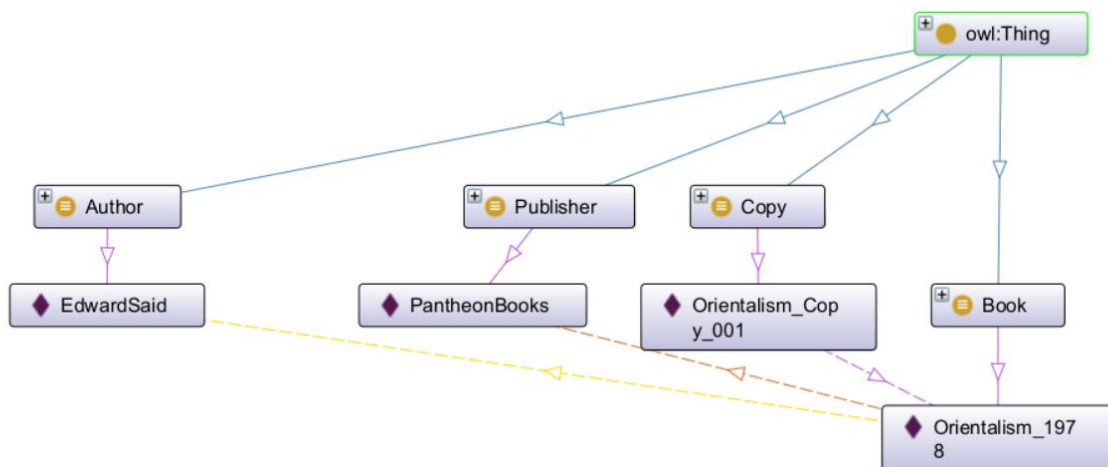 owl:Thing
Author
Publisher
Copy
EdwardSaid
PantheonBooks
Orientalism_Cop
y_001
Book
Orientalism_197
8